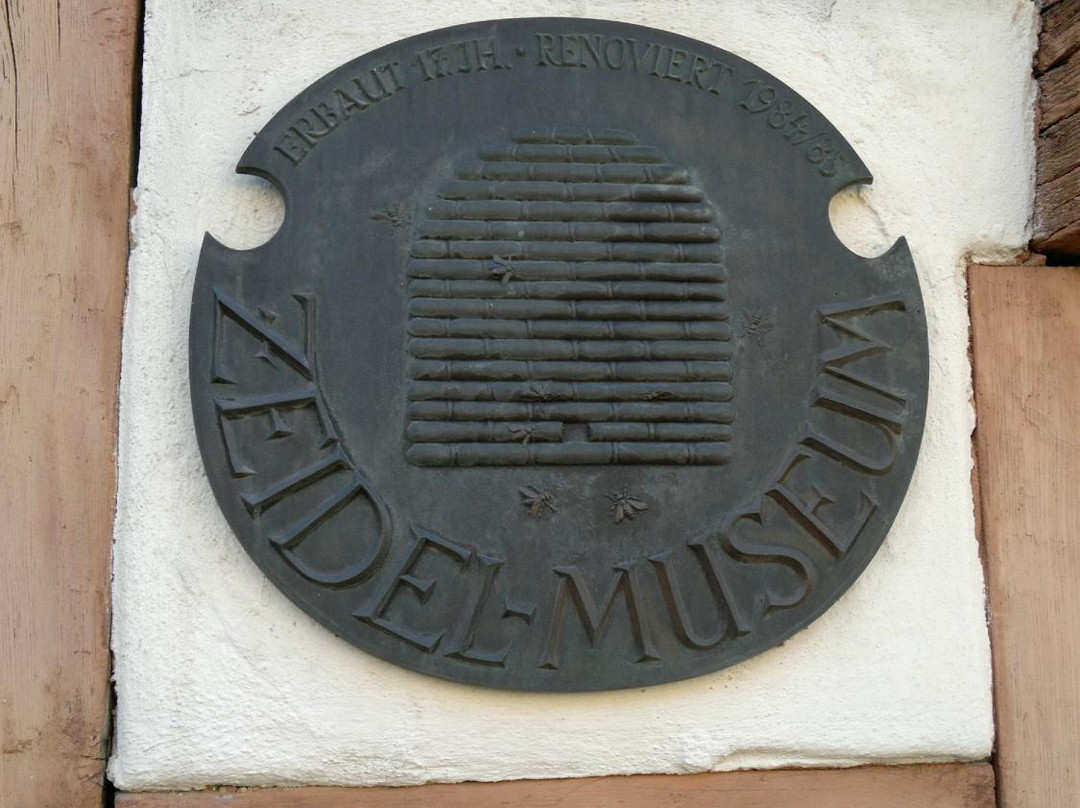 ERBAUT 17.JH. · RENOVIERT 1984/85
ZEIDEL-MUSEUM